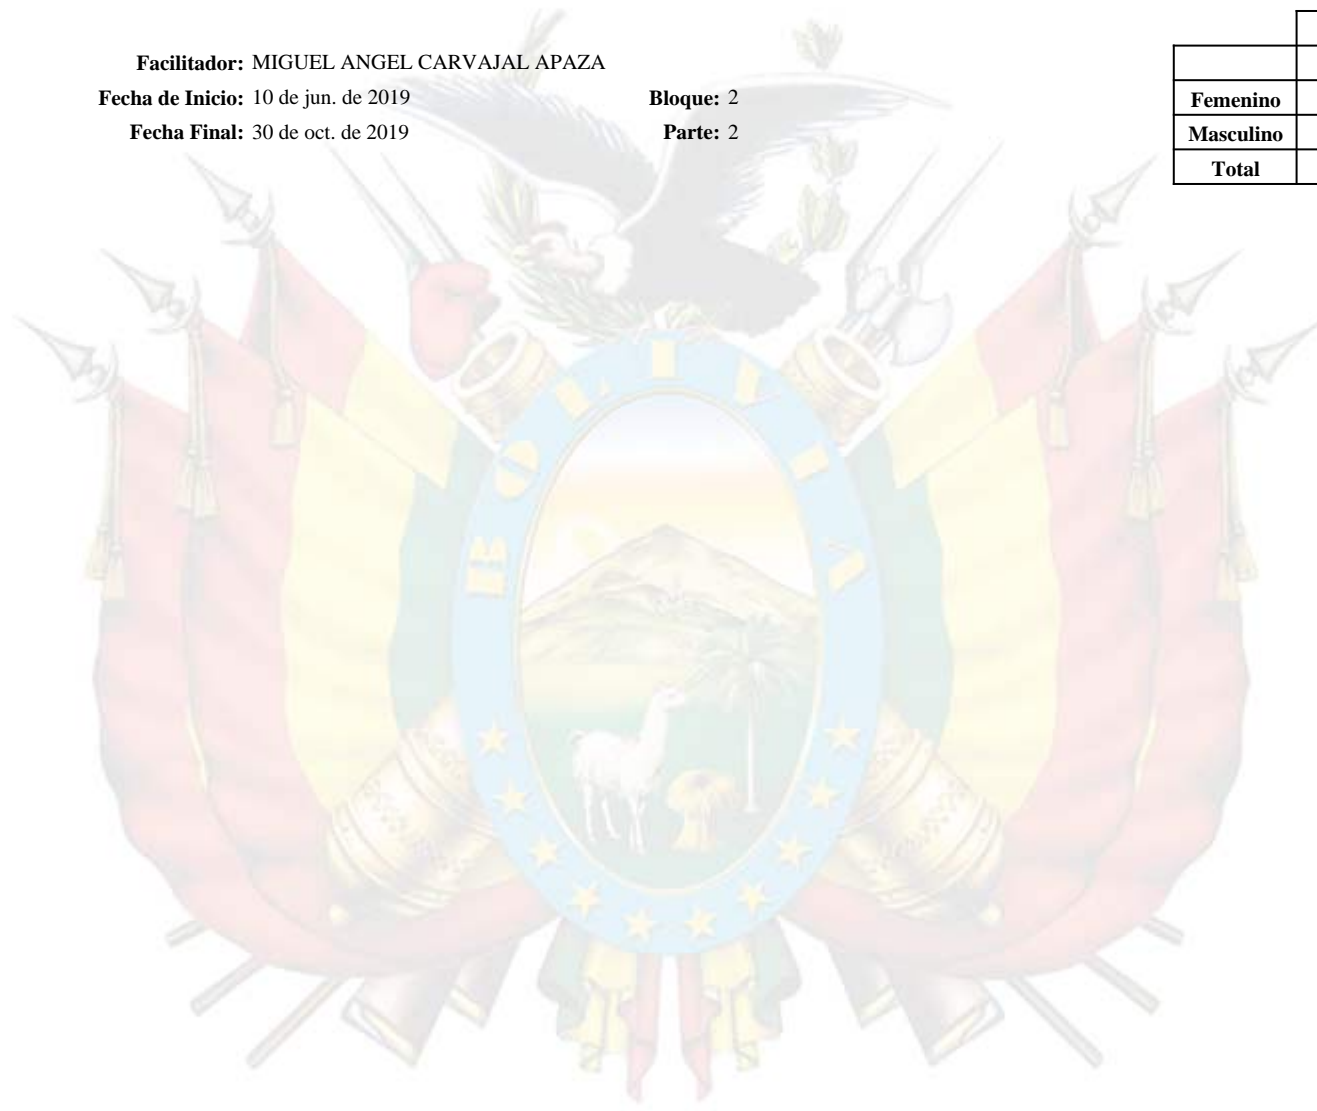 Facilitador: MIGUEL ANGEL CARVAJAL APAZA
Fecha de Inicio: 10 de jun. de 2019 Bloque: 2
Fecha Final: 30 de oct. de 2019 Parte: 2
Femenino
Masculino
Total
BOLIVIA